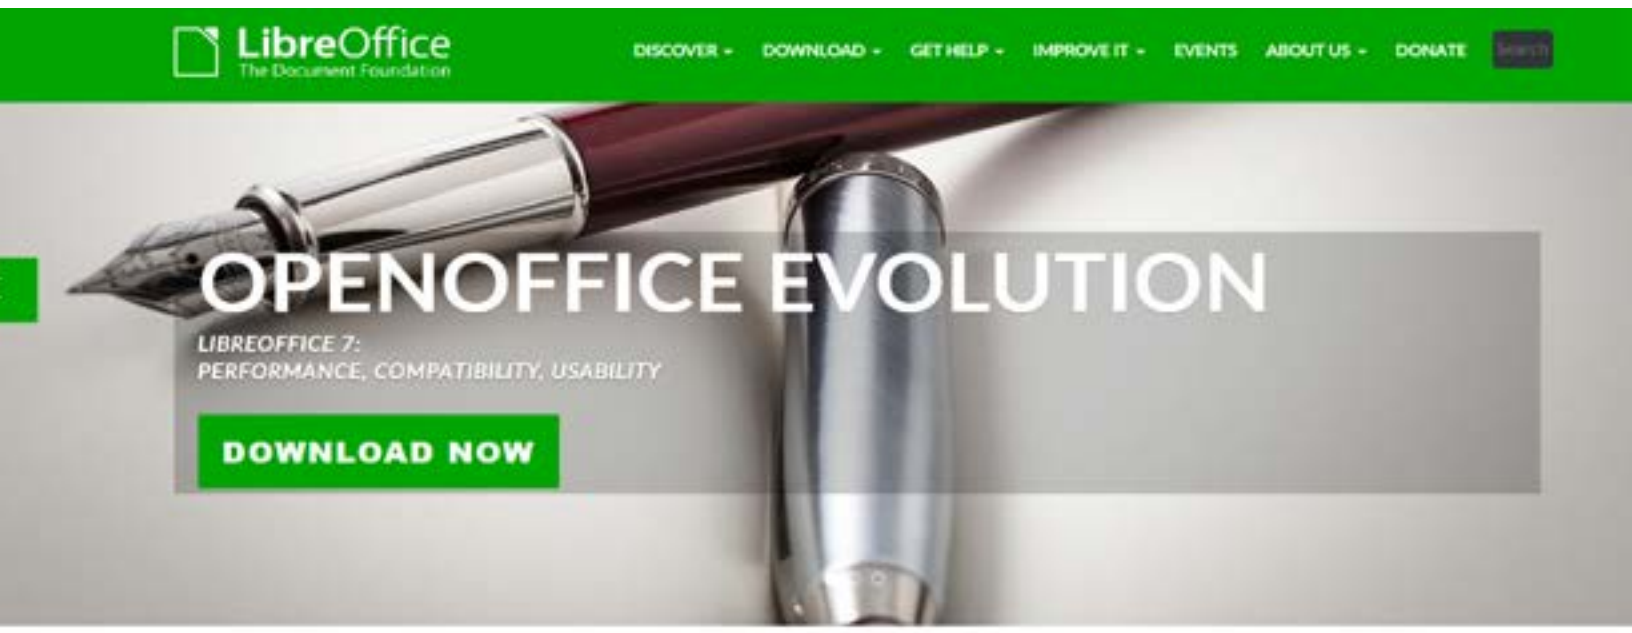 LibreOffice
The Document Foundation
DISCOVER DOWNLOAD GET HELP IMPROVE IT EVENTS ABOUT US DONATE Search
OPENOFFICE EVOLUTION
LIBREOFFICE 7:
PERFORMANCE, COMPATIBILITY, USABILITY
DOWNLOAD NOW